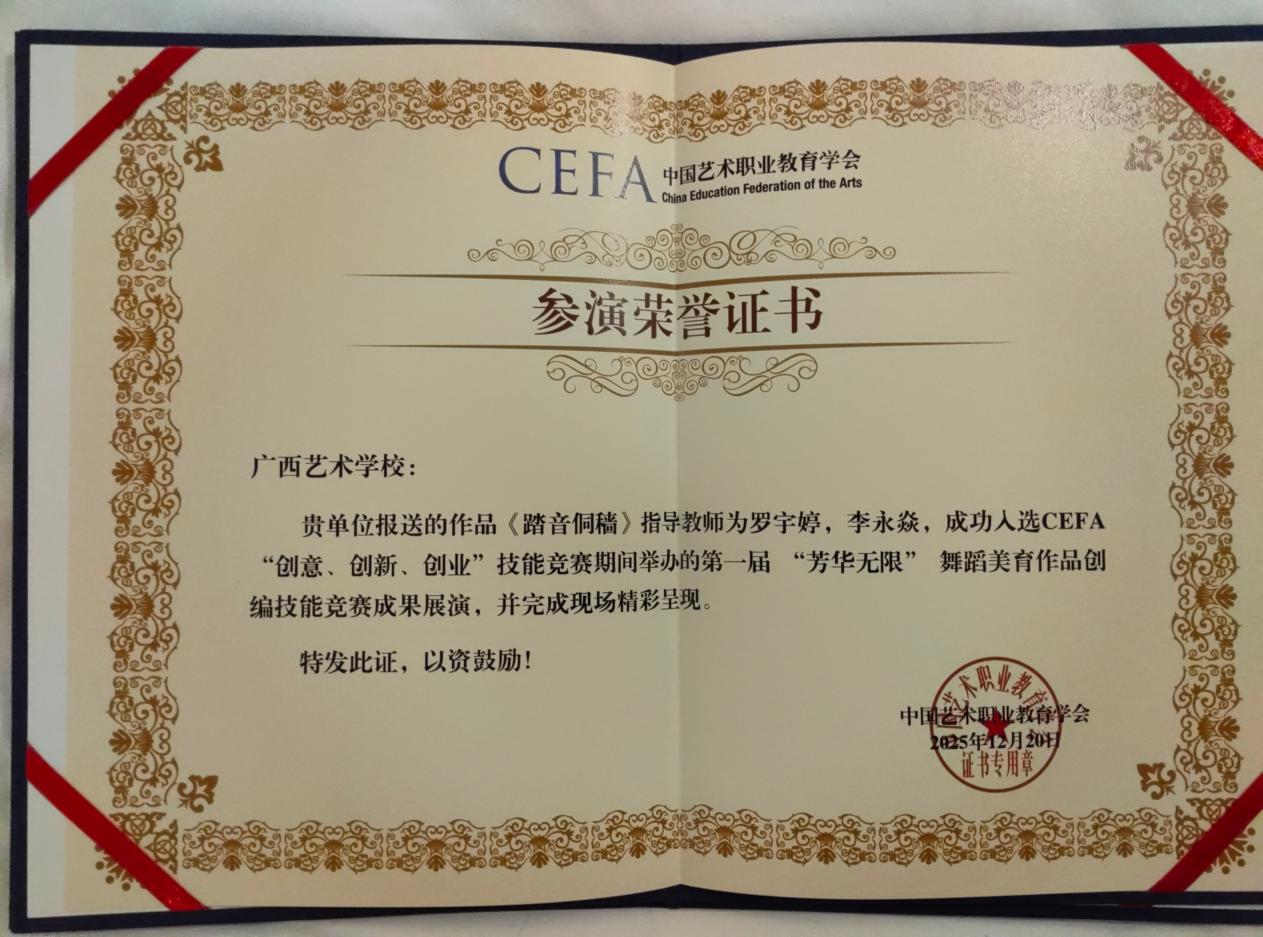 CEFA 中国艺术职业教育学会
China Education Federation of the Arts
参演荣誉证书
广西艺术学校：
贵单位报送的作品《踏音侗穑》指导教师为罗宇婷，李永焱，成功入选CEFA
“创意、创新、创业”技能竞赛期间举办的第一届 “芳华无限” 舞蹈美育作品创
编技能竞赛成果展演，并完成现场精彩呈现。
特发此证，以资鼓励！
中国艺术职业教育学会
2025年12月20日
证书专用章